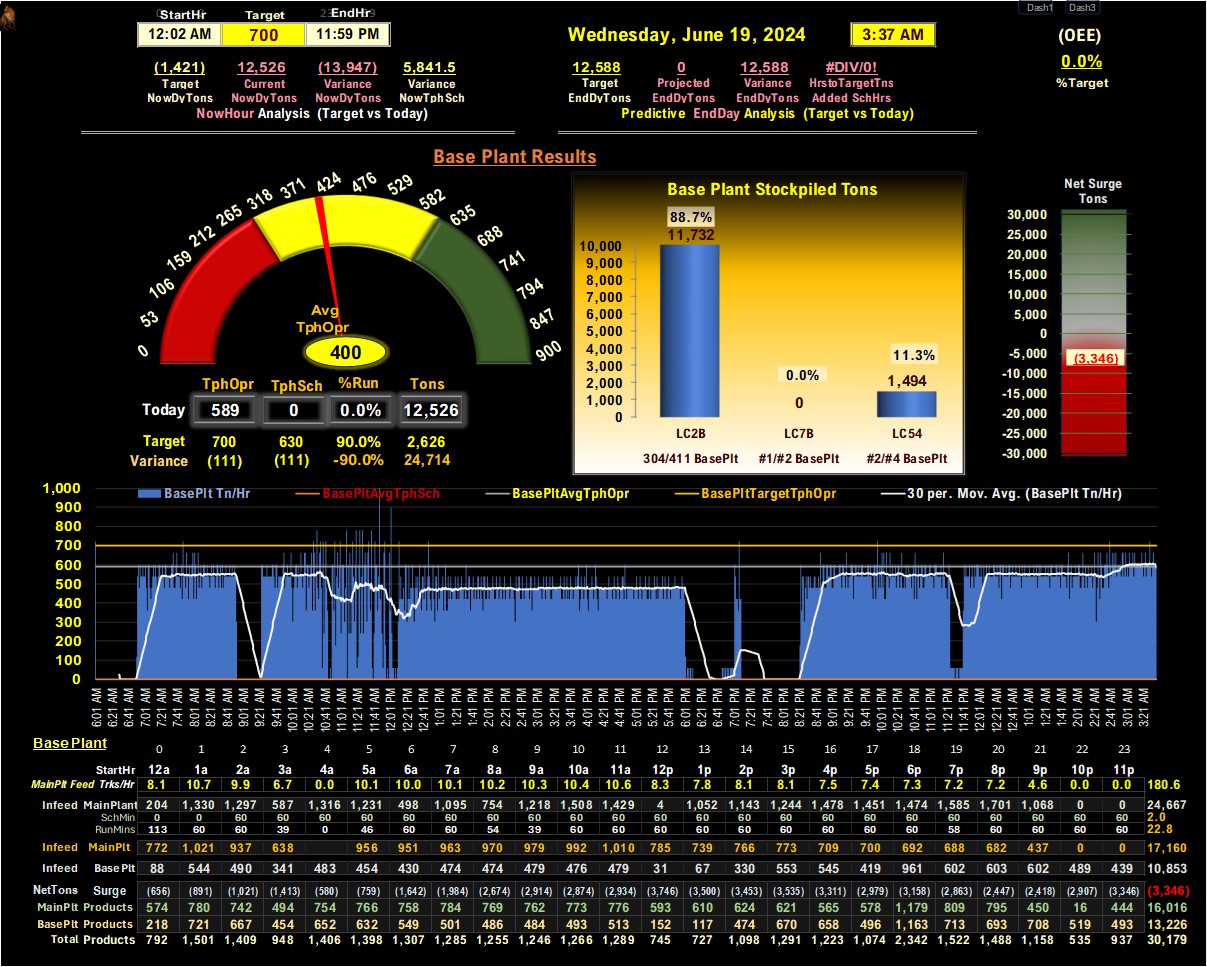 Dash1 Dash3
StartHr Target EndHr
12:02 AM 700 11:59 PM
Wednesday, June 19, 2024 3:37 AM
(OEE)
0.0%
%Target
(1,421) 12,526 (13,947) 5,841.5
Target Current Variance Variance
NowDyTons NowDyTons NowDyTons NowTphSch
NowHour Analysis (Target vs Today)
12,588 0 12,588 #DIV/0!
Target Projected Variance HrstoTargetTns
EndDyTons EndDyTons EndDyTons Added SchHrs
Predictive EndDay Analysis (Target vs Today)
Base Plant Results
0 53 106 159 212 265 318 371 424 476 529 582 635 688 741 794 847 900
Avg
TphOpr
400
TphOpr TphSch %Run Tons
Today 589 0 0.0% 12,526
Target 700 630 90.0% 2,626
Variance (111) (111) -90.0% 24,714
Base Plant Stockpiled Tons
88.7%
11,732
10,000
9,000
8,000
7,000
6,000
5,000
4,000
3,000
2,000
1,000
0
0.0%
0
11.3%
1,494
LC2B LC7B LC54
304/411 BasePlt #1/#2 BasePlt #2/#4 BasePlt
Net Surge
Tons
30,000
25,000
20,000
15,000
10,000
5,000
0
-5,000
(3,346)
-10,000
-15,000
-20,000
-25,000
-30,000
BasePlt Tn/Hr BasePltAvgTphSch BasePltAvgTphOpr BasePltTargetTphOpr 30 per. Mov. Avg. (BasePlt Tn/Hr)
1,000
900
800
700
600
500
400
300
200
100
0
6:01 AM 6:21 AM 6:41 AM 7:00 AM 7:21 AM 7:41 AM 8:01 AM 8:21 AM 8:41 AM 9:01 AM 9:21 AM 9:41 AM 10:01 AM 10:21 AM 10:41 AM 11:01 AM 11:21 AM 11:41 AM 12:01 PM 12:21 PM 12:41 PM 1:01 PM 1:21 PM 1:41 PM 2:01 PM 2:21 PM 2:41 PM 3:01 PM 3:21 PM 3:41 PM 4:01 PM 4:21 PM 4:41 PM 5:01 PM 5:21 PM 5:41 PM 6:01 PM 6:21 PM 6:41 PM 7:00 PM 7:21 PM 7:41 PM 8:01 PM 8:21 PM 8:41 PM 9:01 PM 9:21 PM 9:41 PM 10:01 PM 10:21 PM 10:41 PM 11:01 PM 11:21 PM 11:41 PM 12:01 AM 12:21 AM 12:41 AM 1:01 AM 1:21 AM 1:41 AM 2:01 AM 2:21 AM 2:41 AM 3:01 AM 3:21 AM
Base Plant
0 1 2 3 4 5 6 7 8 9 10 11 12 13 14 15 16 17 18 19 20 21 22 23
StartHr 12a 1a 2a 3a 4a 5a 6a 7a 8a 9a 10a 11a 12p 1p 2p 3p 4p 5p 6p 7p 8p 9p 10p 11p
MainPlt Feed Trks/Hr 8.1 10.7 9.9 6.7 0.0 10.1 10.0 10.1 10.2 10.3 10.4 10.6 8.3 7.8 8.1 8.1 7.5 7.4 7.3 7.2 7.2 4.6 0.0 0.0 180.6
Infeed MainPlant 204 1,330 1,297 587 1,316 1,231 498 1,095 754 1,218 1,508 1,429 4 1,052 1,143 1,244 1,478 1,451 1,474 1,585 1,701 1,068 0 0 24,667
SchMin 0 0 60 60 60 60 60 60 60 60 60 60 60 60 60 60 60 60 60 60 60 60 60 60 2.0
RunMins 113 60 60 39 0 46 60 60 54 39 60 60 60 60 60 60 60 60 60 58 60 60 60 60 22.8
Infeed MainPlt 772 1,021 937 638 956 951 963 970 979 992 1,010 785 739 766 773 709 700 692 688 682 437 0 0 17,160
Infeed BasePlt 88 544 490 341 483 454 430 474 454 479 487 479 31 67 330 553 545 419 961 602 603 602 489 439 10,853
NetTons Surge (656) (891) (1,021) (1,413) (580) (759) (1,642) (1,984) (2,674) (2,914) (2,874) (2,934) (3,746) (3,500) (3,453) (3,535) (3,311) (2,979) (3,158) (2,863) (2,447) (2,418) (2,907) (3,346) (3,346)
MainPlt Products 574 780 742 494 754 766 758 784 769 762 773 776 593 610 624 621 565 578 1,179 809 795 450 16 444 16,016
BasePlt Products 218 721 667 454 652 632 549 501 486 484 493 513 152 117 474 670 658 496 1,163 713 693 708 519 493 13,226
Total Products 792 1,501 1,409 948 1,406 1,398 1,307 1,285 1,255 1,246 1,266 1,289 745 727 1,098 1,291 1,223 1,074 2,342 1,522 1,488 1,158 535 937 30,179